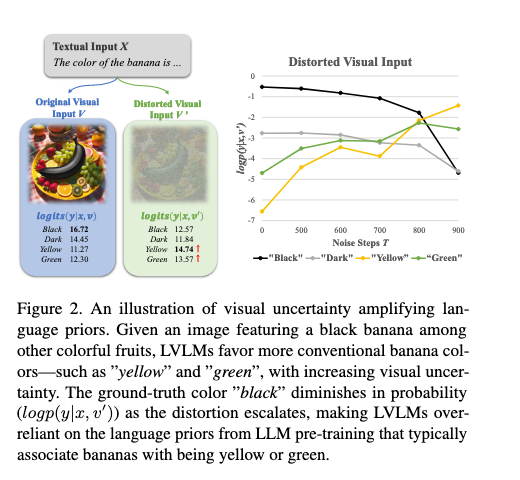 Textual Input X
The color of the banana is ...
Original Visual
Input V
Distorted Visual
Input V '
logits(y|x,v)
Black 16.72
Dark 14.45
Yellow 11.27
Green 12.30
logits(y|x,v')
Black 12.57
Dark 11.84
Yellow 14.74 ↑
Green 13.57 ↑
Distorted Visual Input
logp(y|x,v')
0
-1
-2
-3
-4
-5
-6
-7
0 500 600 700 800 900
Noise Steps T
"Black" "Dark" "Yellow" "Green"
Figure 2. An illustration of visual uncertainty amplifying lan-
guage priors. Given an image featuring a black banana among
other colorful fruits, LVLMs favor more conventional banana col-
ors—such as ”yellow” and ”green”, with increasing visual uncer-
tainty. The ground-truth color ”black” diminishes in probability
(logp(y|x, v′)) as the distortion escalates, making LVLMs over-
reliant on the language priors from LLM pre-training that typically
associate bananas with being yellow or green.